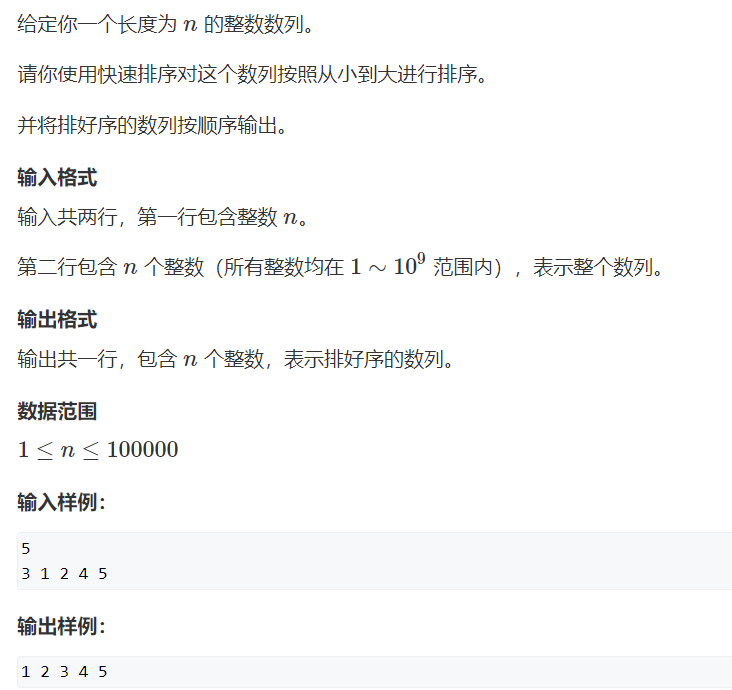 给定你一个长度为 n 的整数数列。
请你使用快速排序对这个数列按照从小到大进行排序。
并将排好序的数列按顺序输出。
输入格式
输入共两行，第一行包含整数 n。
第二行包含 n 个整数（所有整数均在 1 ∼ 10⁹ 范围内），表示整个数列。
输出格式
输出共一行，包含 n 个整数，表示排好序的数列。
数据范围
1 ≤ n ≤ 100000
输入样例：
5
3 1 2 4 5
输出样例：
1 2 3 4 5